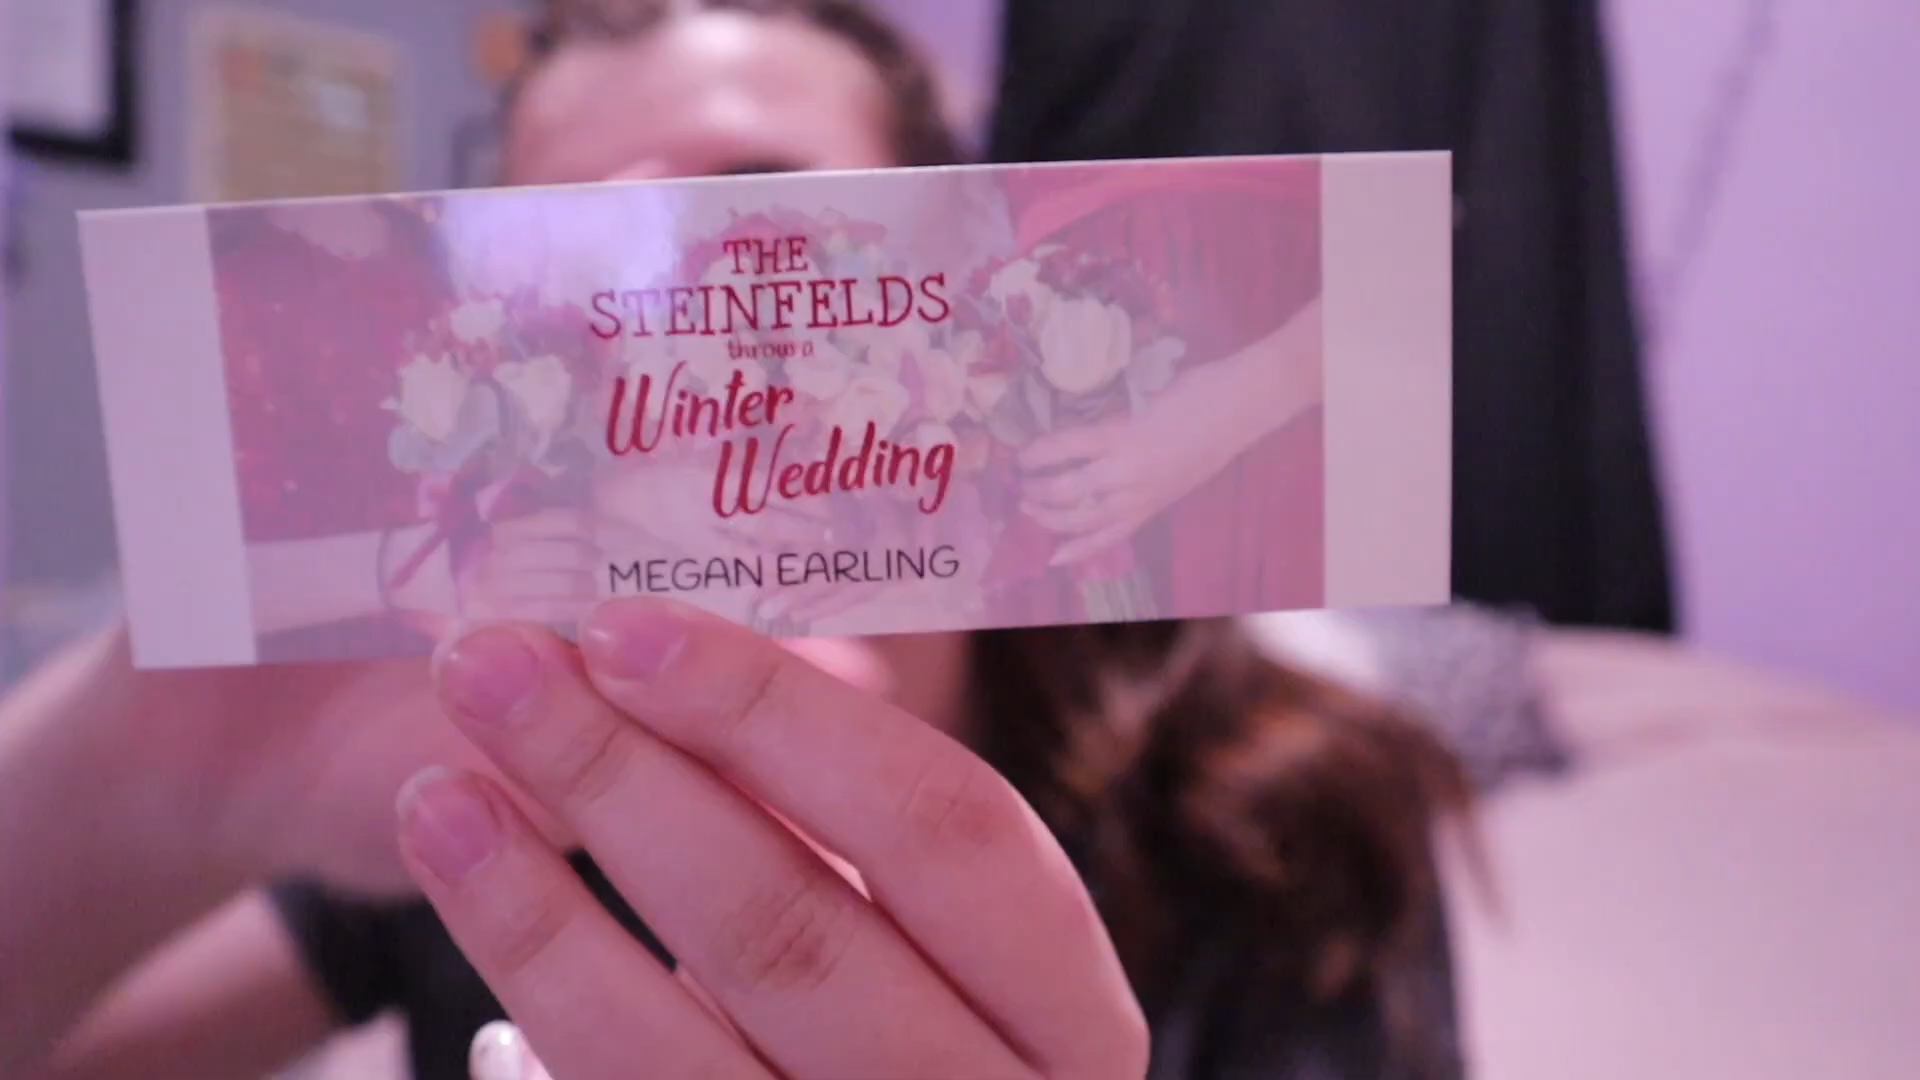 THE
STEINFELDS
throw a
Winter
Wedding
MEGAN EARLING